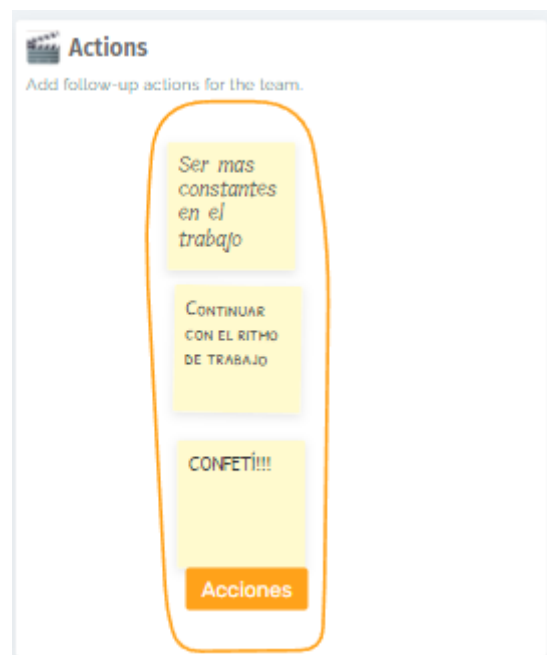 Actions
Add follow-up actions for the team.
Ser mas
constantes
en el
trabajo
CONTINUAR
CON EL RITMO
DE TRABAJO
CONFETÍ!!!
Acciones